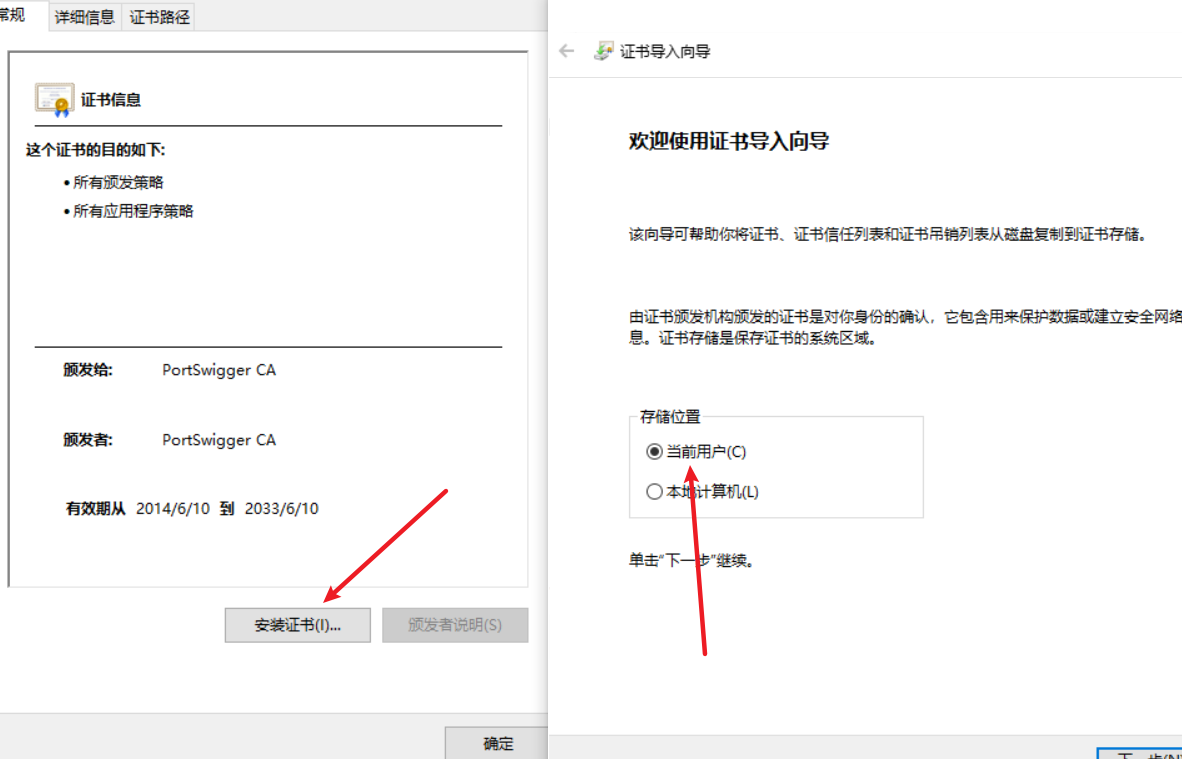 常规 详细信息 证书路径
证书信息
这个证书的目的如下:
• 所有颁发策略
• 所有应用程序策略
颁发给: PortSwigger CA
颁发者: PortSwigger CA
有效期从 2014/6/10 到 2033/6/10
安装证书(I)... 颁发者说明(S)
确定
证书导入向导
欢迎使用证书导入向导
该向导可帮助你将证书、证书信任列表和证书吊销列表从磁盘复制到证书存储。
由证书颁发机构颁发的证书是对你身份的确认，它包含用来保护数据或建立安全网络
息。证书存储是保存证书的系统区域。
存储位置
当前用户(C)
本地计算机(L)
单击"下一步"继续。
下一步(N)